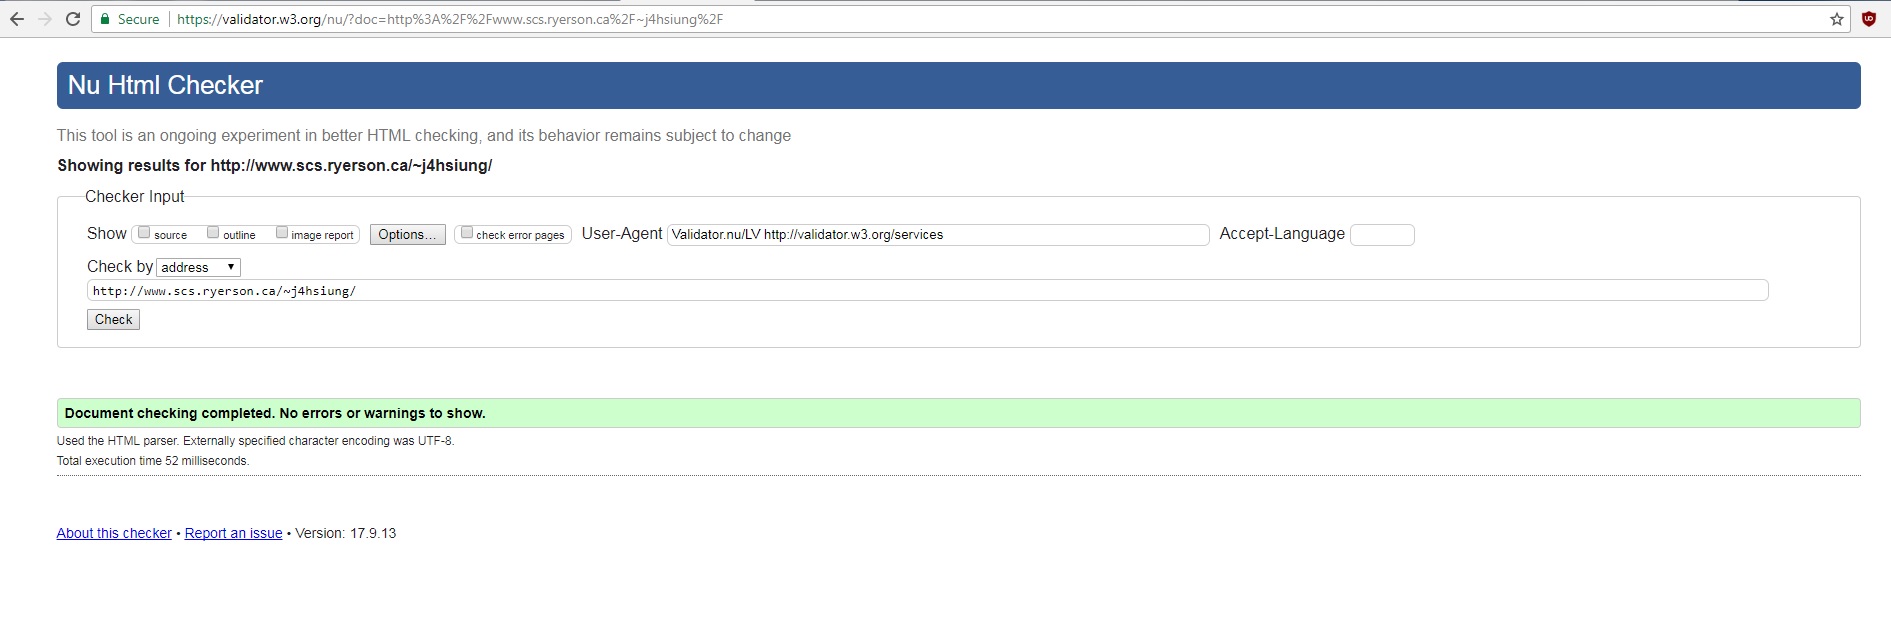 Secure https://validator.w3.org/nu/?doc=http%3A%2F%2Fwww.scs.ryerson.ca%2F~j4hsiung%2F
Nu Html Checker
This tool is an ongoing experiment in better HTML checking, and its behavior remains subject to change
Showing results for http://www.scs.ryerson.ca/~j4hsiung/
Checker Input
Show source outline image report Options... check error pages User-Agent Validator.nu/LV http://validator.w3.org/services Accept-Language
Check by address
http://www.scs.ryerson.ca/~j4hsiung/
Check
Document checking completed. No errors or warnings to show.
Used the HTML parser. Externally specified character encoding was UTF-8.
Total execution time 52 milliseconds.
About this checker • Report an issue • Version: 17.9.13